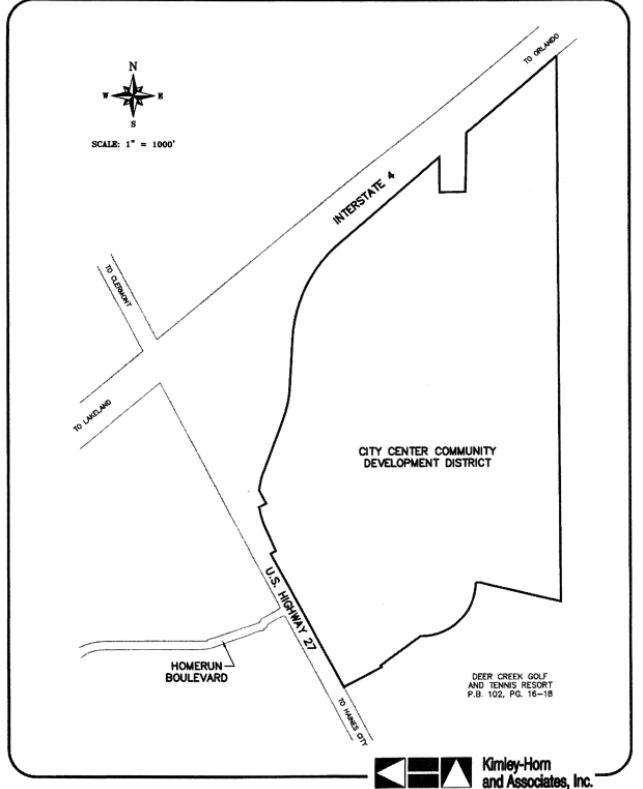 N
W
E
S
SCALE: 1" = 1000'
TO ORLANDO
INTERSTATE 4
TO CLERMONT
TO LAKELAND
CITY CENTER COMMUNITY
DEVELOPMENT DISTRICT
U.S. HIGHWAY 27
HOMERUN
BOULEVARD
DEER CREEK GOLF
AND TENNIS RESORT
P.B. 102, PG. 16-18
TO HAINES CITY
Kimley-Horn
and Associates, Inc.